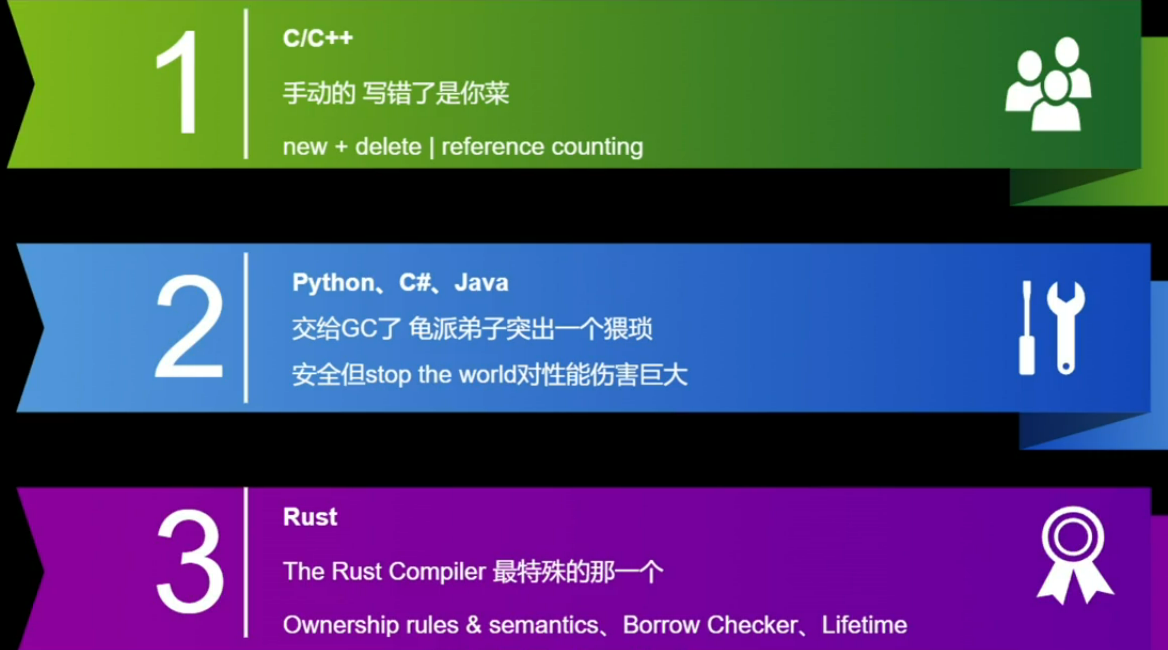 1
C/C++
手动的 写错了是你菜
new + delete | reference counting
2
Python、C#、Java
交给GC了 龟派弟子突出一个猥琐
安全但stop the world对性能伤害巨大
3
Rust
The Rust Compiler 最特殊的那一个
Ownership rules & semantics、Borrow Checker、Lifetime